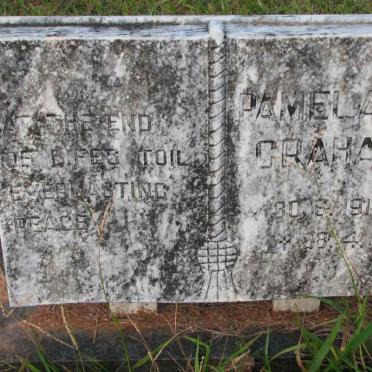 AT THE END
OF LIFES TOIL
EVERLASTING
PEACE
PAMELA
GRAHA